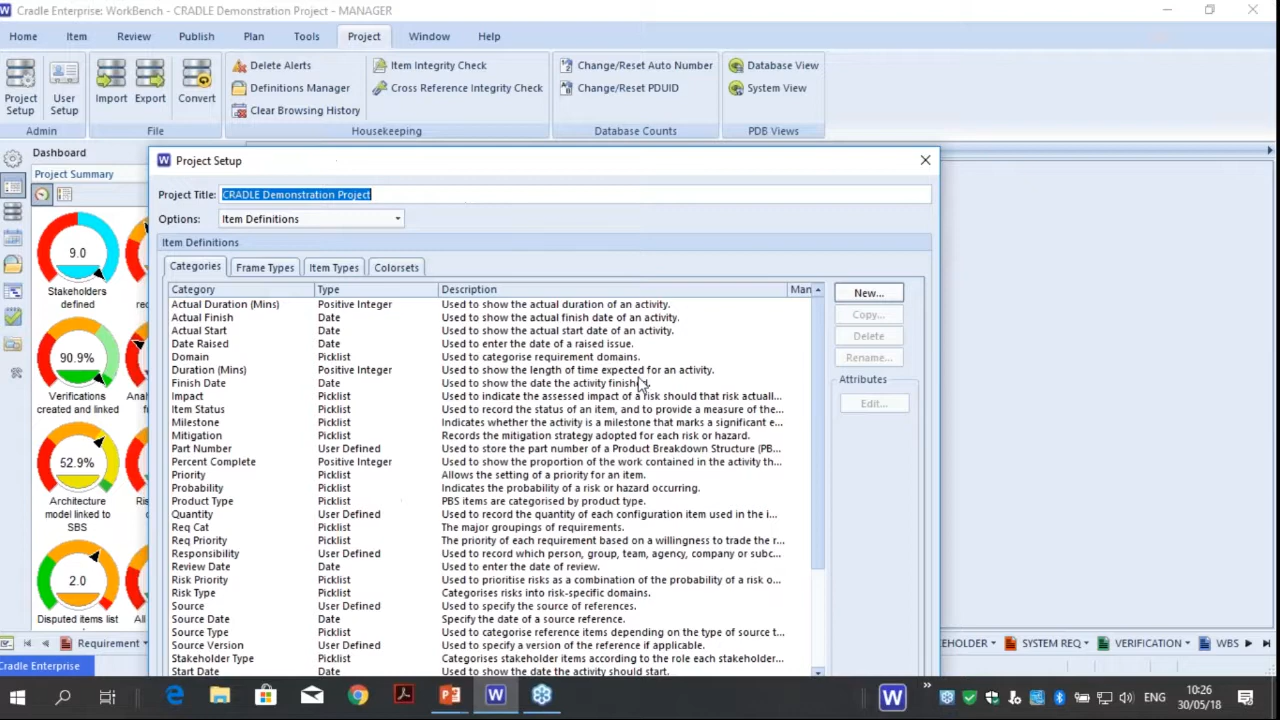 Cradle Enterprise: WorkBench - CRADLE Demonstration Project - MANAGER
Home Item Review Publish Plan Tools Project Window Help
Project Setup
User Setup
Admin
Import Export Convert
File
Delete Alerts
Definitions Manager
Clear Browsing History
Item Integrity Check
Cross Reference Integrity Check
Housekeeping
Change/Reset Auto Number
Change/Reset PDUID
Database Counts
Database View
System View
PDB Views
Dashboard
Project Summary
9.0
Stakeholders
defined
90.9%
Verifications
created and linked
52.9%
Architecture
model linked to
SBS
2.0
Disputed items list
Project Setup
Project Title: CRADLE Demonstration Project
Options: Item Definitions
Item Definitions
Categories Frame Types Item Types Colorsets
Category Type Description Man
Actual Duration (Mins) Positive Integer Used to show the actual duration of an activity.
Actual Finish Date Used to show the actual finish date of an activity.
Actual Start Date Used to show the actual start date of an activity.
Date Raised Date Used to enter the date of a raised issue.
Domain Picklist Used to categorise requirement domains.
Duration (Mins) Positive Integer Used to show the length of time expected for an activity.
Finish Date Date Used to show the date the activity finish
Impact Picklist Used to indicate the assessed impact of a risk should that risk actuall...
Item Status Picklist Used to record the status of an item, and to provide a measure of the...
Milestone Picklist Indicates whether the activity is a milestone that marks a significant e...
Mitigation Picklist Records the mitigation strategy adopted for each risk or hazard.
Part Number User Defined Used to store the part number of a Product Breakdown Structure (PB...
Percent Complete Positive Integer Used to show the proportion of the work contained in the activity th...
Priority Picklist Allows the setting of a priority for an item.
Probability Picklist Indicates the probability of a risk or hazard occurring.
Product Type Picklist PBS items are categorised by product type.
Quantity User Defined Used to record the quantity of each configuration item used in the i...
Req Cat Picklist The major groupings of requirements.
Req Priority Picklist The priority of each requirement based on a willingness to trade the r...
Responsibility User Defined Used to record which person, group, team, agency, company or subc...
Review Date Date Used to enter the date of review.
Risk Priority Picklist Used to prioritise risks as a combination of the probability of a risk o...
Risk Type Picklist Categorises risks into risk-specific domains.
Source User Defined Used to specify the source of references.
Source Date Date Specify the date of a source reference.
Source Type Picklist Used to categorise reference items depending on the type of source t...
Source Version User Defined Used to specify a version of the reference if applicable.
Stakeholder Type Picklist Categorises stakeholder items according to the role each stakeholder...
Start Date Date Used to show the date the activity should start.
New...
Copy...
Delete
Rename...
Attributes
Edit...
Requirement
EHOLDER SYSTEM REQ VERIFICATION WBS
Cradle Enterprise
ENG
10:26
30/05/18